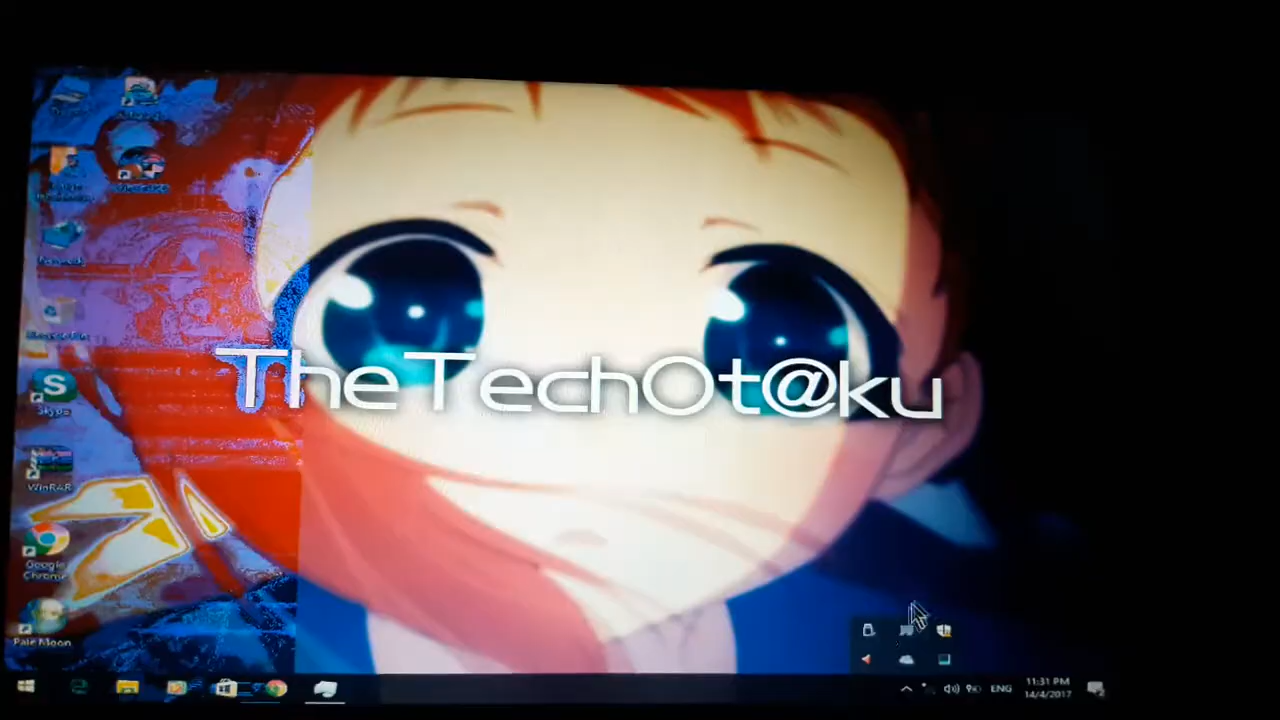 TheTechOt@ku
Skype
WinRAR
Google
Chrome
Pale Moon
ENG
11:31 PM
14/4/2017